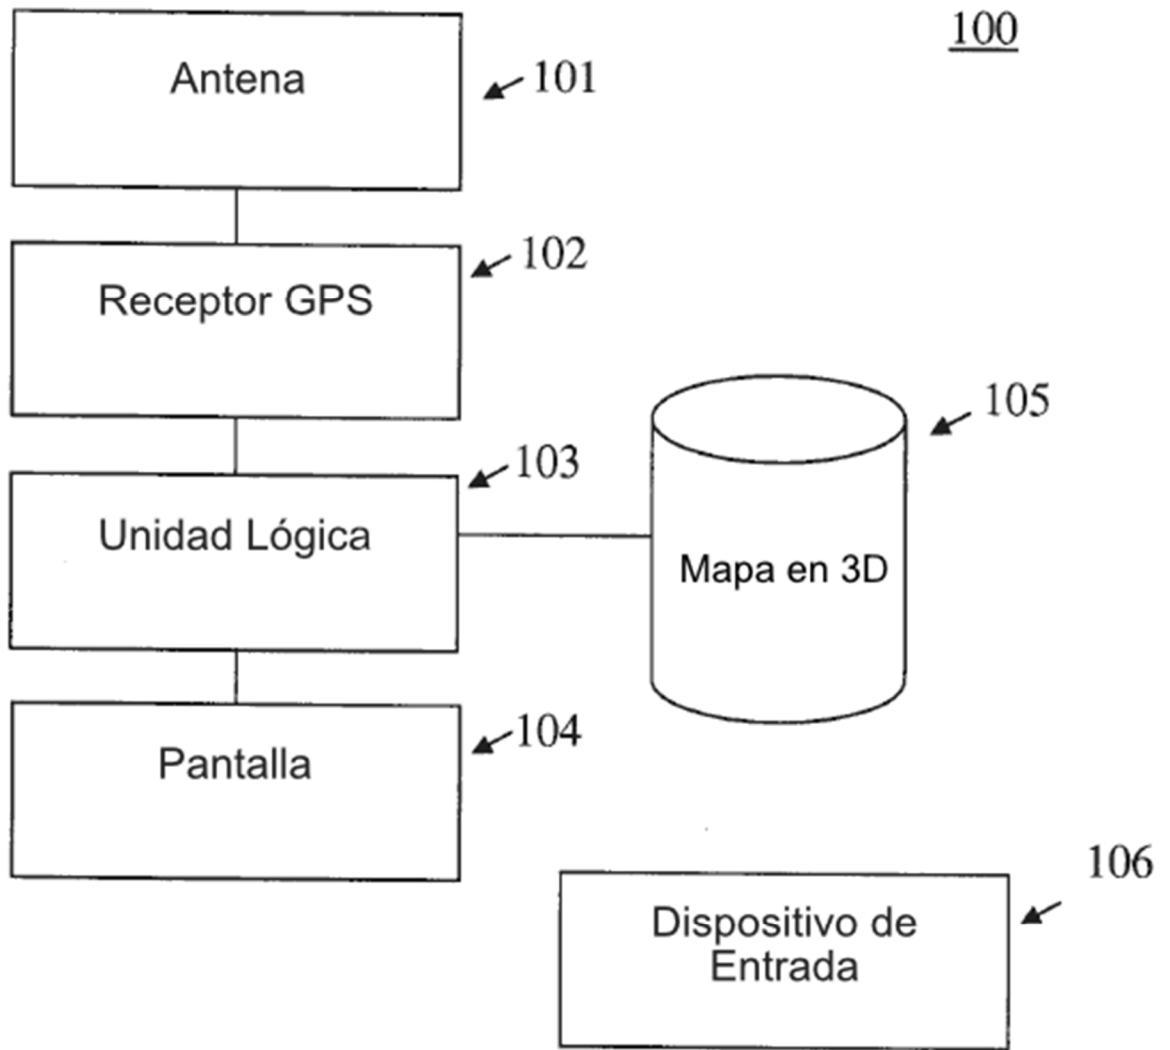 100
Antena
101
Receptor GPS
102
Unidad Lógica
103
Mapa en 3D
105
Pantalla
104
Dispositivo de
Entrada
106